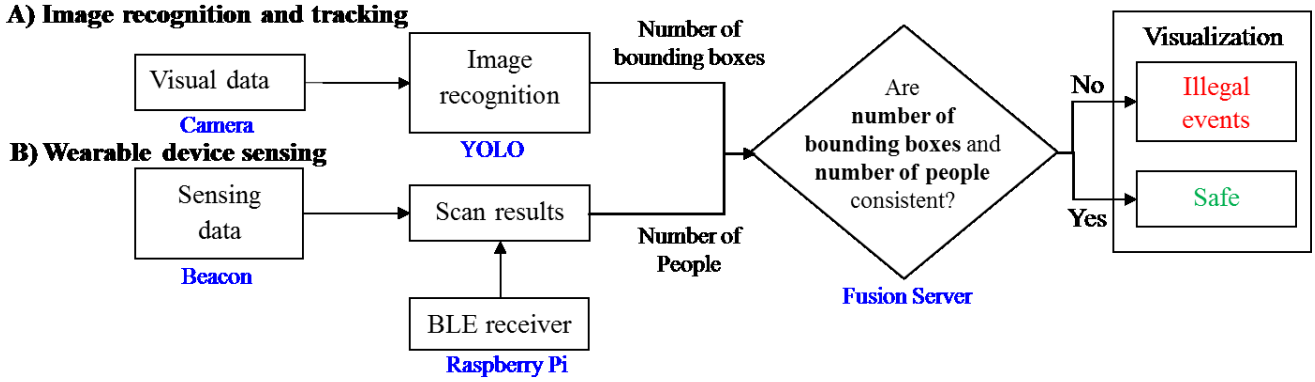 A) Image recognition and tracking
Visual data
Camera
Image
recognition
YOLO
Number of
bounding boxes
B) Wearable device sensing
Sensing
data
Beacon
Scan results
Number of
People
BLE receiver
Raspberry Pi
Are
number of
bounding boxes and
number of people
consistent?
Fusion Server
No
Yes
Visualization
Illegal
events
Safe